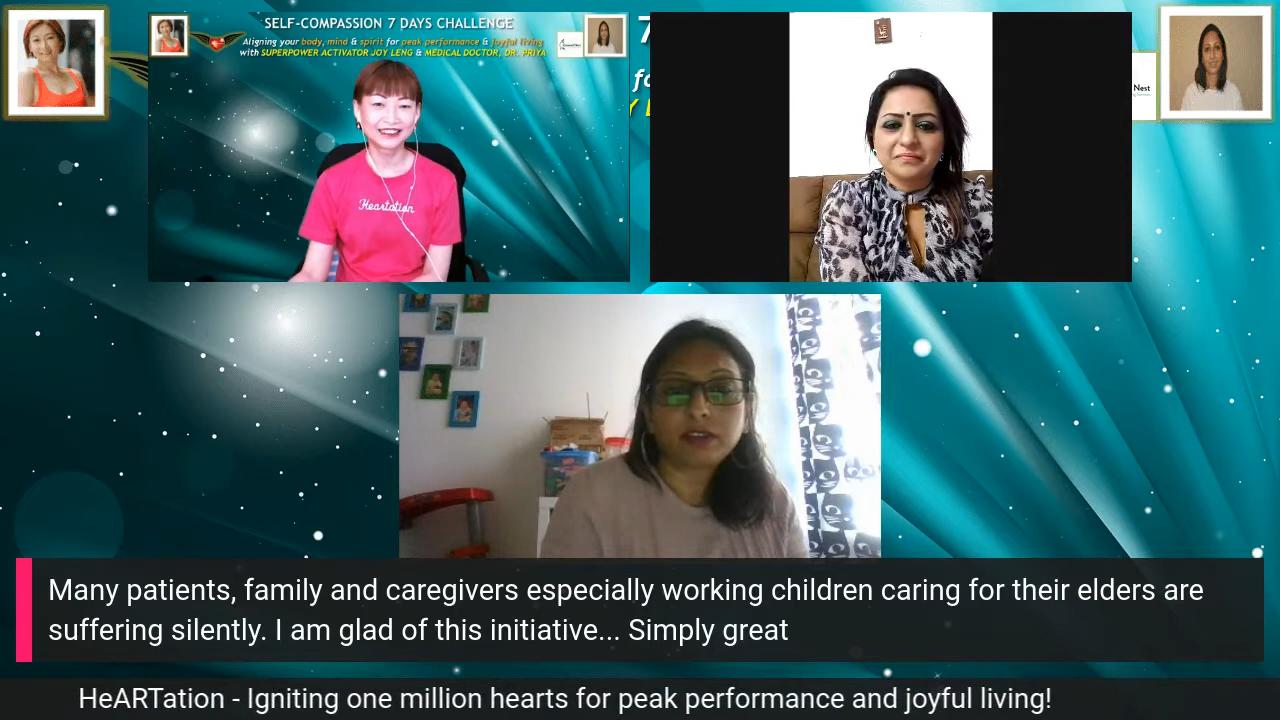 SELF-COMPASSION 7 DAYS CHALLENGE
Aligning your body, mind & spirit for peak performance & joyful living
with SUPERPOWER ACTIVATOR JOY LENG & MEDICAL DOCTOR, DR. PRIYA
7
fo
Y L
Nest
Heartation
Many patients, family and caregivers especially working children caring for their elders are
suffering silently. I am glad of this initiative... Simply great
HeARTation - Igniting one million hearts for peak performance and joyful living!